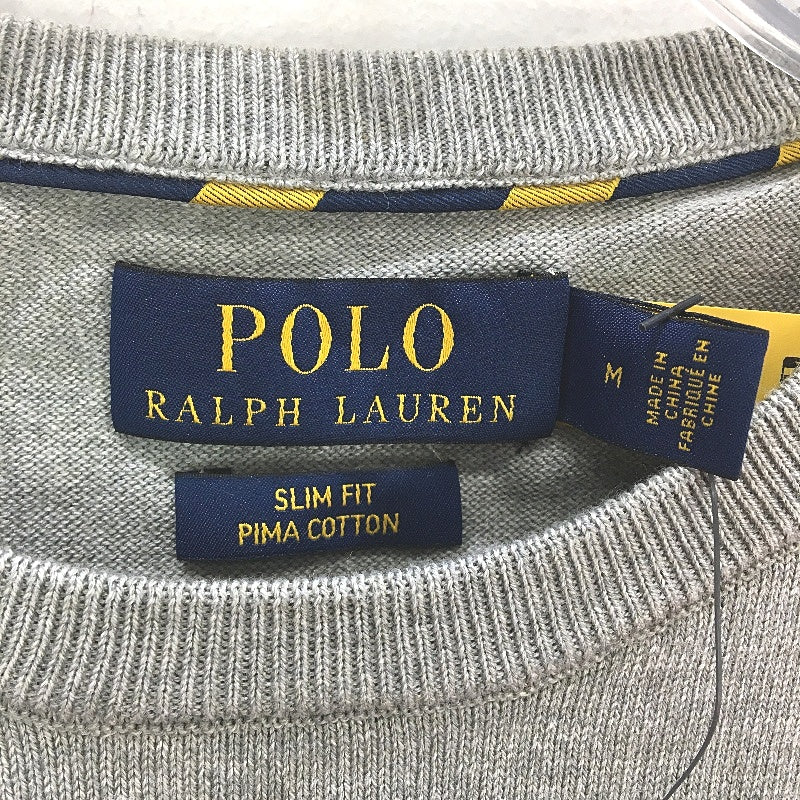 POLO
RALPH LAUREN
SLIM FIT
PIMA COTTON
M
MADE IN
CHINA
FABRIQUÉ EN
CHINE